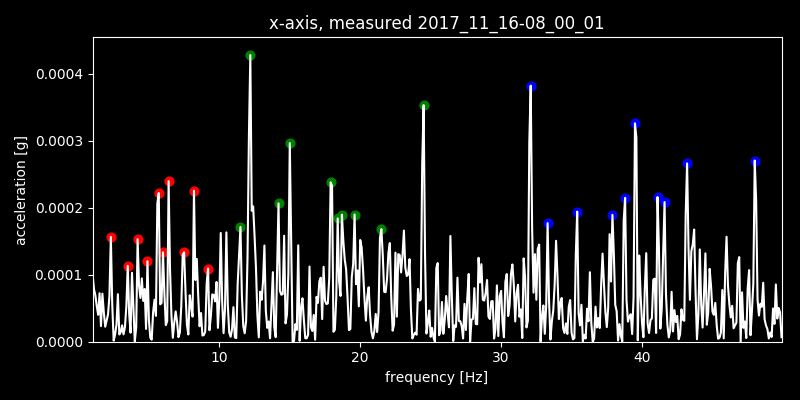 x-axis, measured 2017_11_16-08_00_01
0.0004
0.0003
0.0002
0.0001
0.0000
acceleration [g]
10 20 30 40
frequency [Hz]